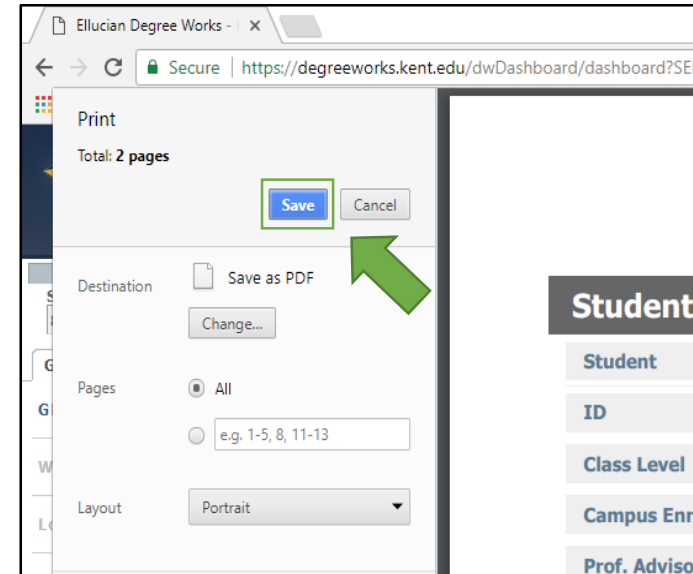 Ellucian Degree Works -
Secure | https://degreeworks.kent.edu/dwDashboard/dashboard?SE
Print
Total: 2 pages
Save Cancel
Destination Save as PDF
Change...
Pages All
e.g. 1-5, 8, 11-13
Layout Portrait
Student
Student
ID
Class Level
Campus Enr
Prof. Adviso